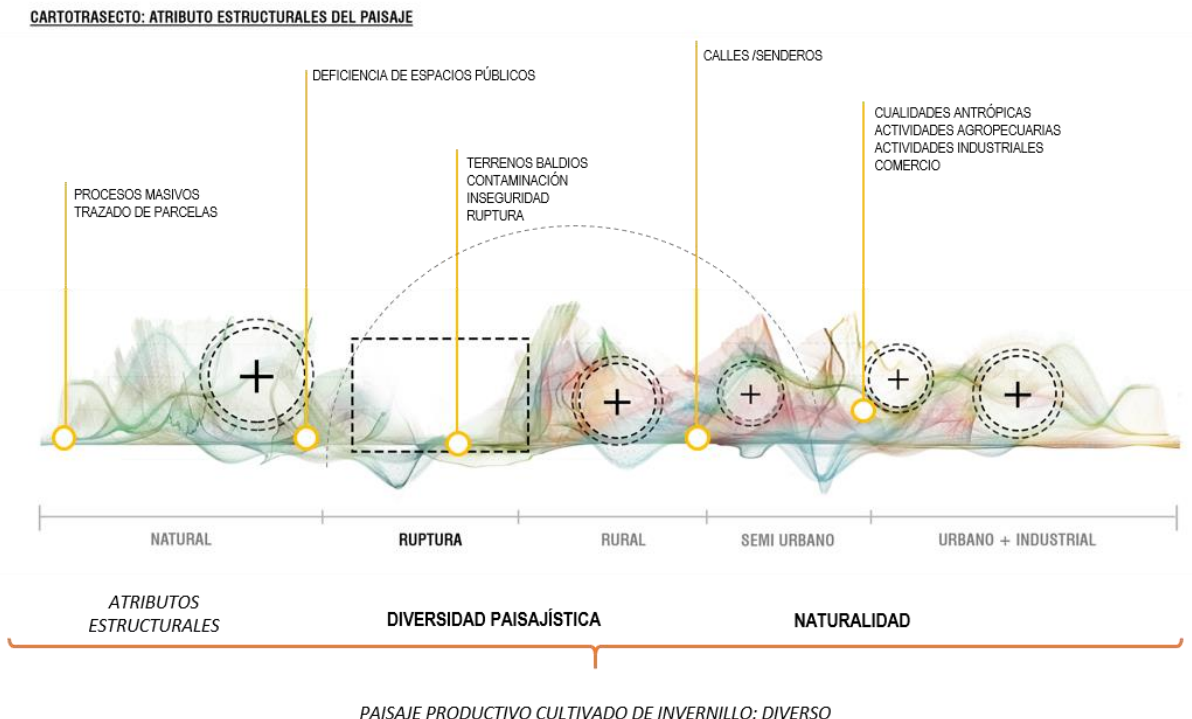 CARTOTRASECTO: ATRIBUTO ESTRUCTURALES DEL PAISAJE
CALLES /SENDEROS
DEFICIENCIA DE ESPACIOS PÚBLICOS
CUALIDADES ANTRÓPICAS
ACTIVIDADES AGROPECUARIAS
ACTIVIDADES INDUSTRIALES
COMERCIO
TERRENOS BALDIOS
CONTAMINACIÓN
INSEGURIDAD
RUPTURA
PROCESOS MASIVOS
TRAZADO DE PARCELAS
NATURAL
RUPTURA
RURAL
SEMI URBANO
URBANO + INDUSTRIAL
ATRIBUTOS
ESTRUCTURALES
DIVERSIDAD PAISAJÍSTICA
NATURALIDAD
PAISAJE PRODUCTIVO CULTIVADO DE INVERNILLO: DIVERSO